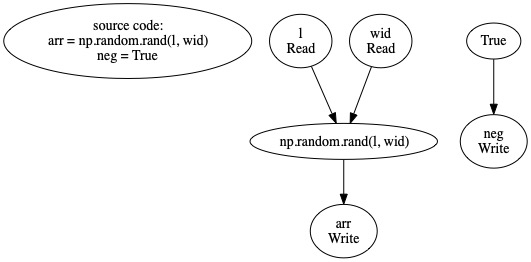 source code:
arr = np.random.rand(l, wid)
neg = True
l
Read
wid
Read
True
np.random.rand(l, wid)
neg
Write
arr
Write